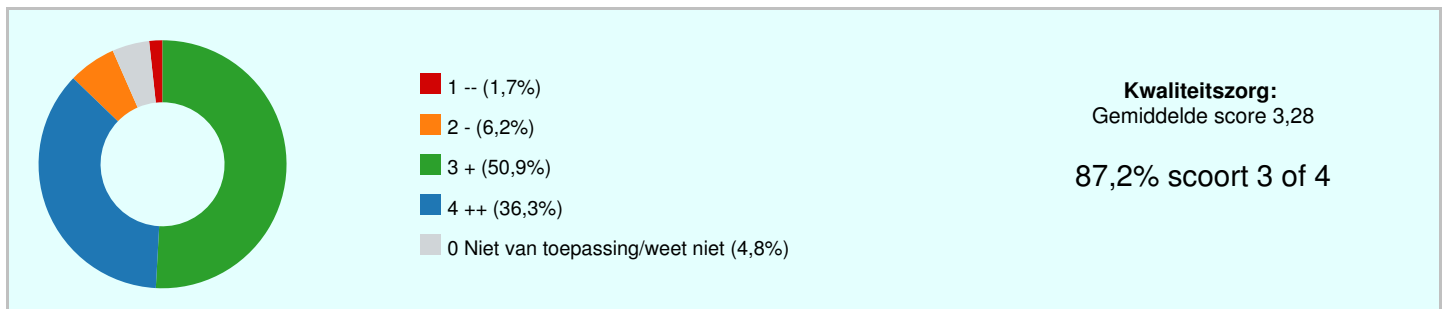 1 -- (1,7%)
2 - (6,2%)
3 + (50,9%)
4 ++ (36,3%)
0 Niet van toepassing/weet niet (4,8%)
Kwaliteitszorg:
Gemiddelde score 3,28
87,2% scoort 3 of 4